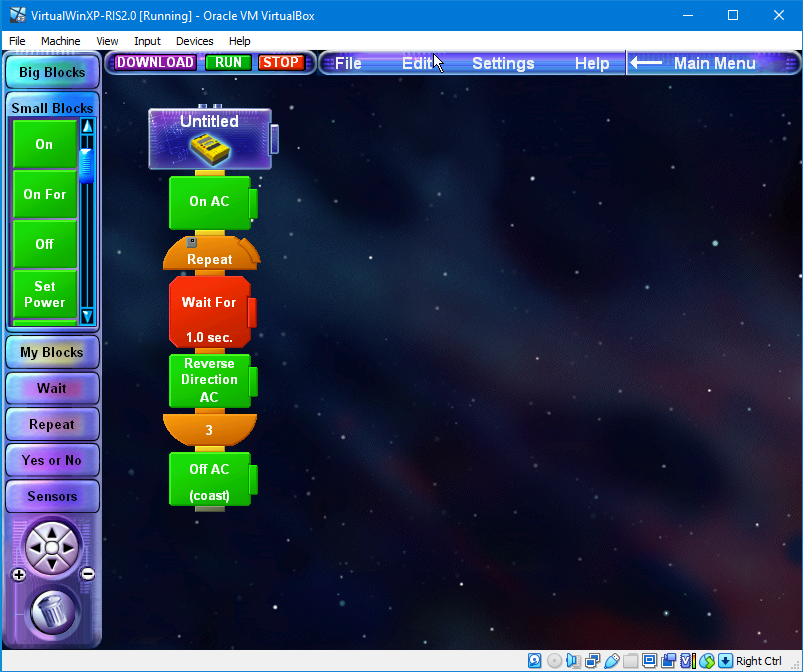 VirtualWinXP-RIS2.0 [Running] - Oracle VM VirtualBox
File Machine View Input Devices Help
DOWNLOAD RUN STOP File Edit Settings Help Main Menu
Big Blocks
Small Blocks
On
On For
Off
Set
Power
My Blocks
Wait
Repeat
Yes or No
Sensors
Untitled
On AC
Repeat
Wait For
1.0 sec.
Reverse
Direction
AC
3
Off AC
(coast)
Right Ctrl